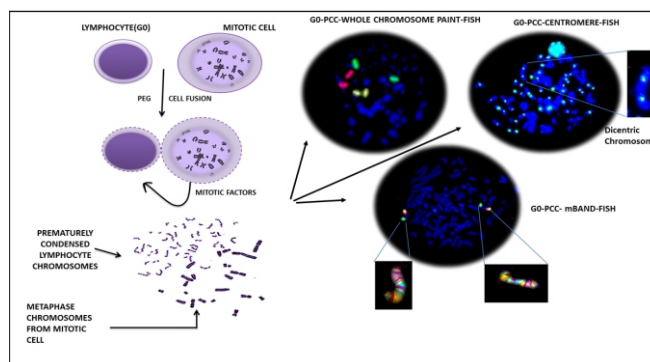 LYMPHOCYTE(G0)
MITOTIC CELL
PEG
CELL FUSION
MITOTIC FACTORS
PREMATURELY
CONDENSED
LYMPHOCYTE
CHROMOSOMES
METAPHASE
CHROMOSOMES
FROM MITOTIC
CELL
G0-PCC-WHOLE CHROMOSOME PAINT-FISH
G0-PCC-CENTROMERE-FISH
Dicentric
Chromosom
G0-PCC- mBAND-FISH